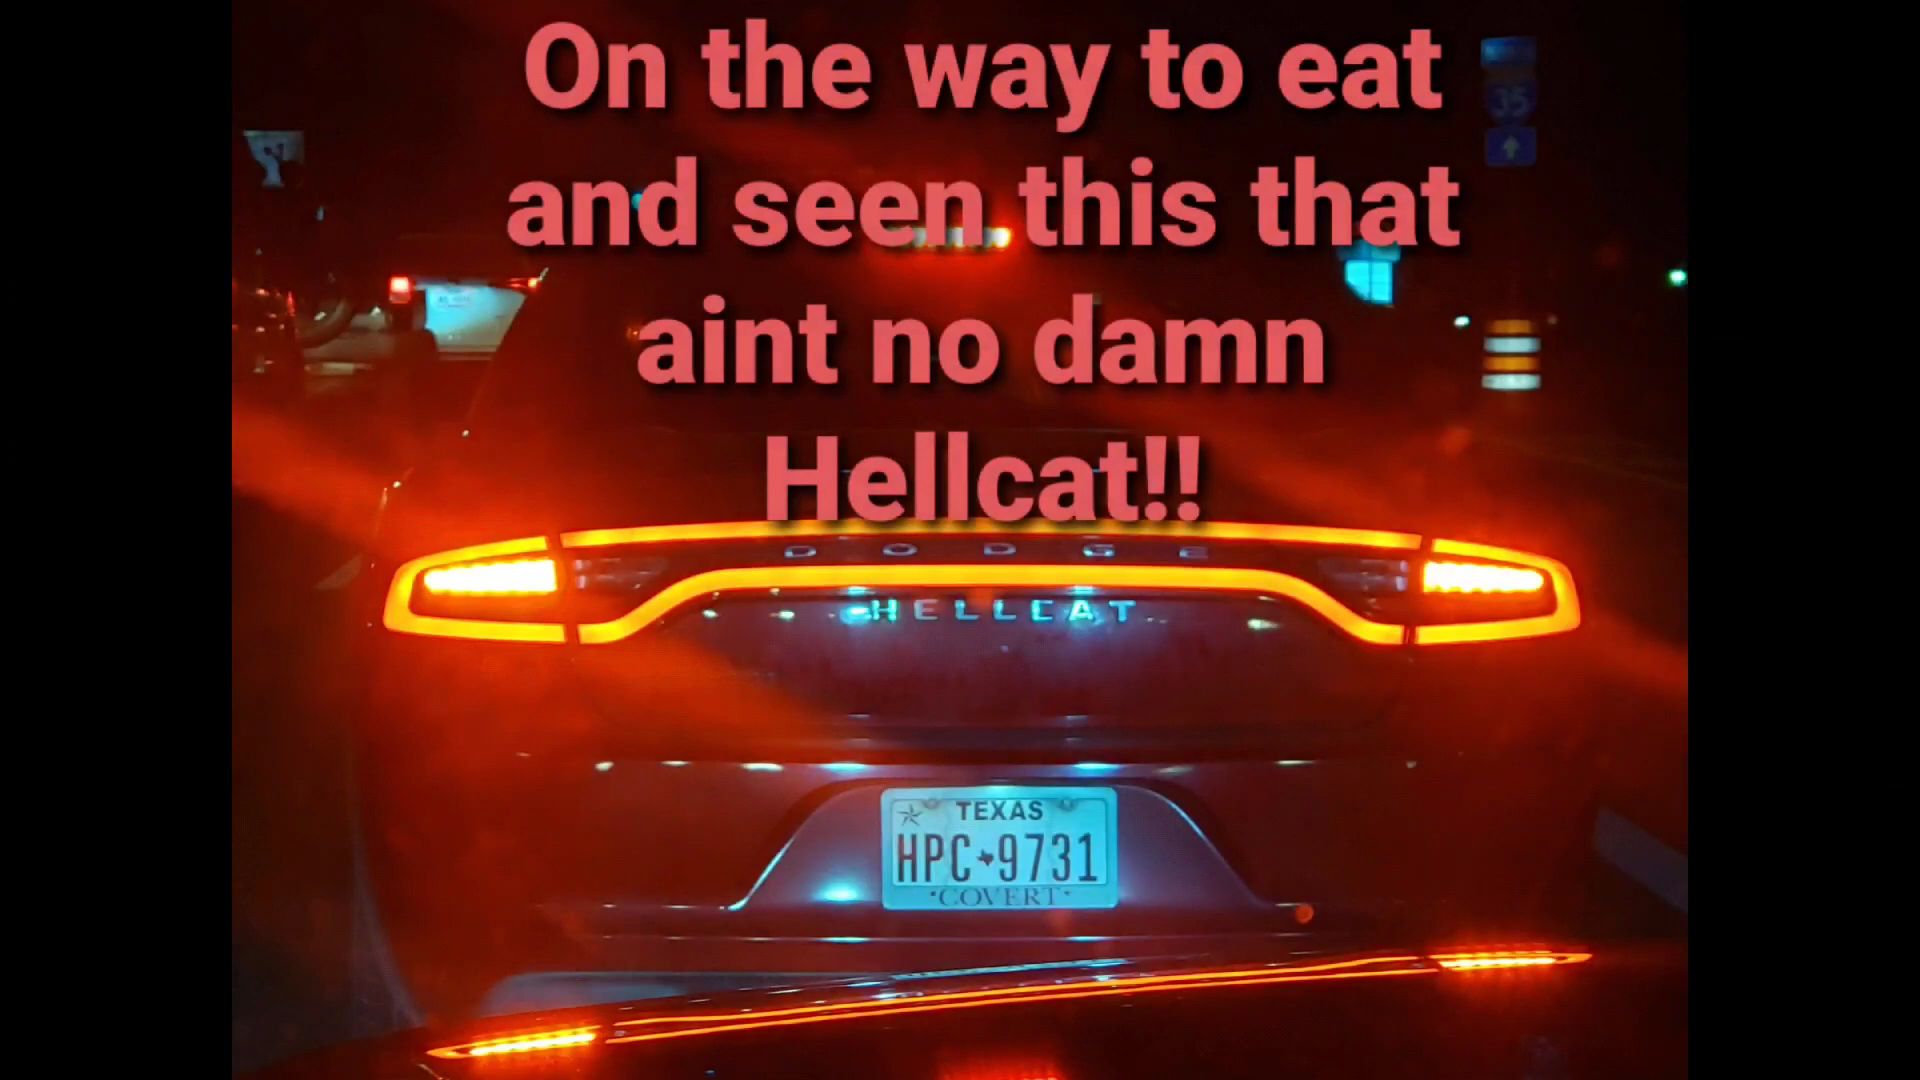 On the way to eat
and seen this that
aint no damn
Hellcat!!
35
DODGE
HELLCAT
TEXAS
HPC 9731
COVERT